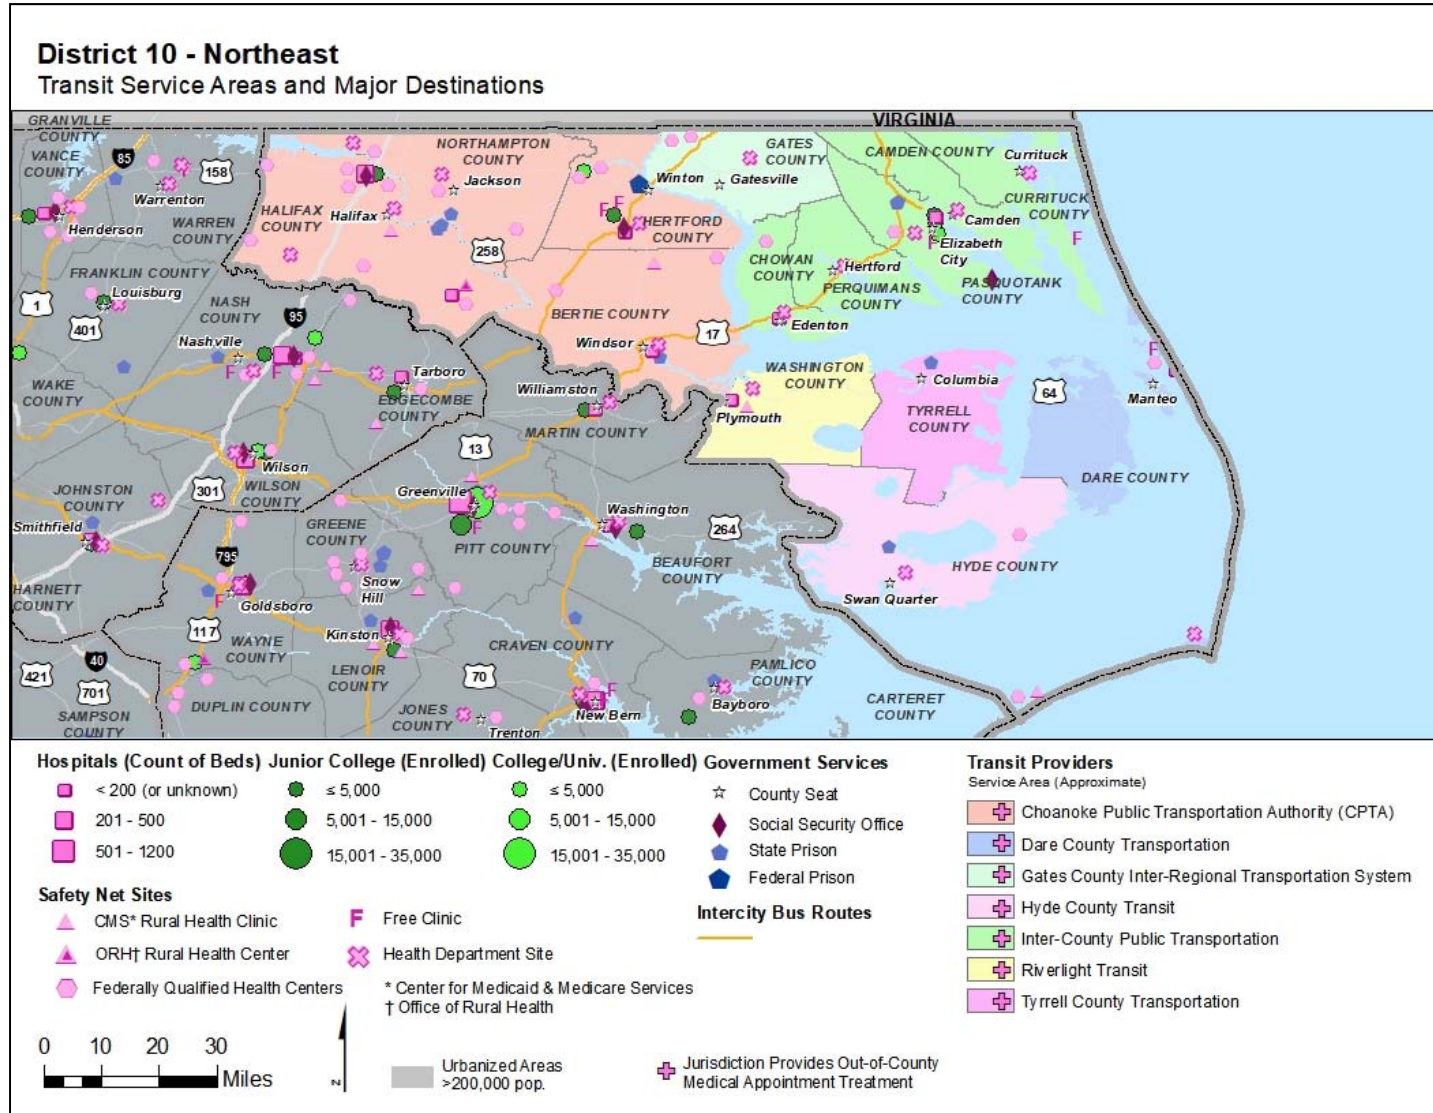 District 10 - Northeast
Transit Service Areas and Major Destinations
GRANVILLE
COUNTY
VANCE
COUNTY
85
158
Warrenton
Henderson
WARREN
COUNTY
FRANKLIN COUNTY
1
Louisburg
401
NASH
COUNTY
95
Nashville
WAKE
COUNTY
HALIFAX
COUNTY
Halifax
NORTHAMPTON
COUNTY
Jackson
258
Winton
HERTFORD
COUNTY
BERTIE COUNTY
Windsor
VIRGINIA
GATES
COUNTY
Gatesville
CAMDEN COUNTY
Currituck
CURRITUCK
COUNTY
Camden
Elizabeth
City
CHOWAN
COUNTY
Hertford
PERQUIMANS
COUNTY
PASQUOTANK
COUNTY
Edenton
17
F
F
F
F
F
F
F
Tarboro
EDGECOMBE
COUNTY
Williamston
MARTIN COUNTY
WASHINGTON
COUNTY
Plymouth
Columbia
TYRRELL
COUNTY
64
Manteo
DARE COUNTY
13
Wilson
WILSON
COUNTY
301
JOHNSTON
COUNTY
Smithfield
Greenville
F
PITT COUNTY
GREENE
COUNTY
Washington
264
BEAUFORT
COUNTY
HYDE COUNTY
Swan Quarter
795
HARNETT
COUNTY
Snow
Hill
F
Goldsboro
Kinston
117
WAYNE
COUNTY
LENOIR
COUNTY
CRAVEN COUNTY
40
421
701
SAMPSON
COUNTY
DUPLIN COUNTY
70
JONES
COUNTY
Trenton
F
New Bern
PAMLICO
COUNTY
Bayboro
CARTERET
COUNTY
Hospitals (Count of Beds)
< 200 (or unknown)
201 - 500
501 - 1200
Junior College (Enrolled)
≤ 5,000
5,001 - 15,000
15,001 - 35,000
College/Univ. (Enrolled)
≤ 5,000
5,001 - 15,000
15,001 - 35,000
Government Services
County Seat
Social Security Office
State Prison
Federal Prison
Intercity Bus Routes
Safety Net Sites
CMS* Rural Health Clinic
ORH† Rural Health Center
Federally Qualified Health Centers
F Free Clinic
Health Department Site
* Center for Medicaid & Medicare Services
† Office of Rural Health
Transit Providers
Service Area (Approximate)
Choanoke Public Transportation Authority (CPTA)
Dare County Transportation
Gates County Inter-Regional Transportation System
Hyde County Transit
Inter-County Public Transportation
Riverlight Transit
Tyrrell County Transportation
0 10 20 30
Miles
N
Urbanized Areas
>200,000 pop.
Jurisdiction Provides Out-of-County
Medical Appointment Treatment